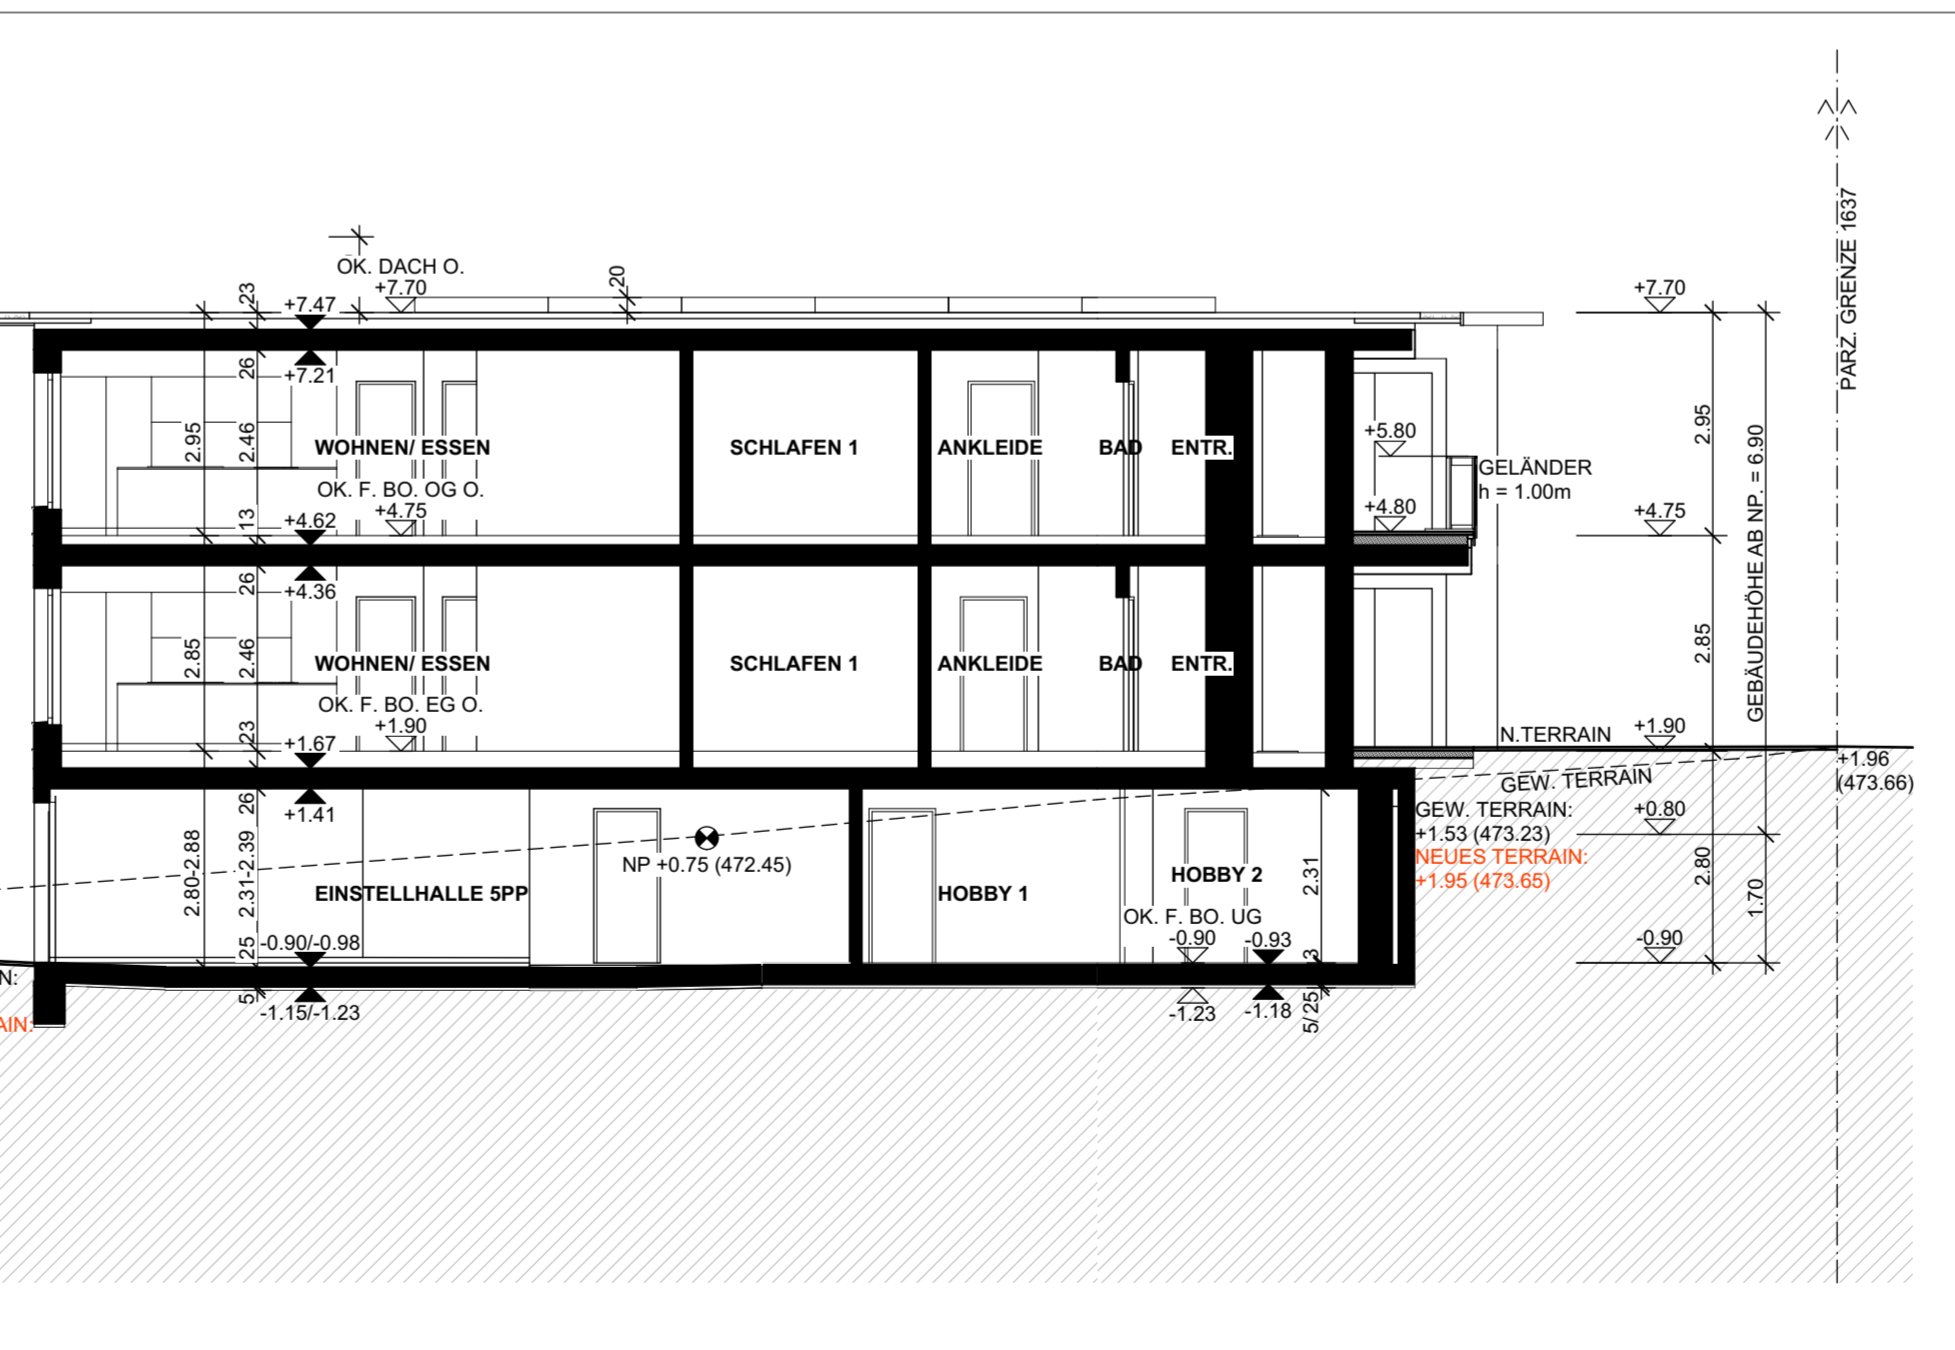 OK. DACH O.
+7.70
20
23
+7.47
+7.70
26
+7.21
2.95
2.46
WOHNEN/ ESSEN
SCHLAFEN 1
ANKLEIDE
BAD
ENTR.
+5.80
GELÄNDER
h = 1.00m
2.95
OK. F. BO. OG O.
+4.75
13
+4.62
+4.80
+4.75
26
+4.36
2.85
2.46
WOHNEN/ ESSEN
SCHLAFEN 1
ANKLEIDE
BAD
ENTR.
2.85
GEBÄUDEHÖHE AB NP. = 6.90
PARZ. GRENZE 1637
OK. F. BO. EG O.
+1.90
23
+1.67
N.TERRAIN
+1.90
+1.96
(473.66)
GEW. TERRAIN
26
+1.41
GEW. TERRAIN:
+1.53 (473.23)
NEUES TERRAIN:
+1.95 (473.65)
+0.80
NP +0.75 (472.45)
2.80-2.88
2.31-2.39
EINSTELLHALLE 5PP
HOBBY 1
HOBBY 2
2.31
2.80
1.70
OK. F. BO. UG
-0.90
-0.93
3
-0.90
25
-0.90/-0.98
5
-1.15/-1.23
-1.23
-1.18
5/25
N:
AIN: